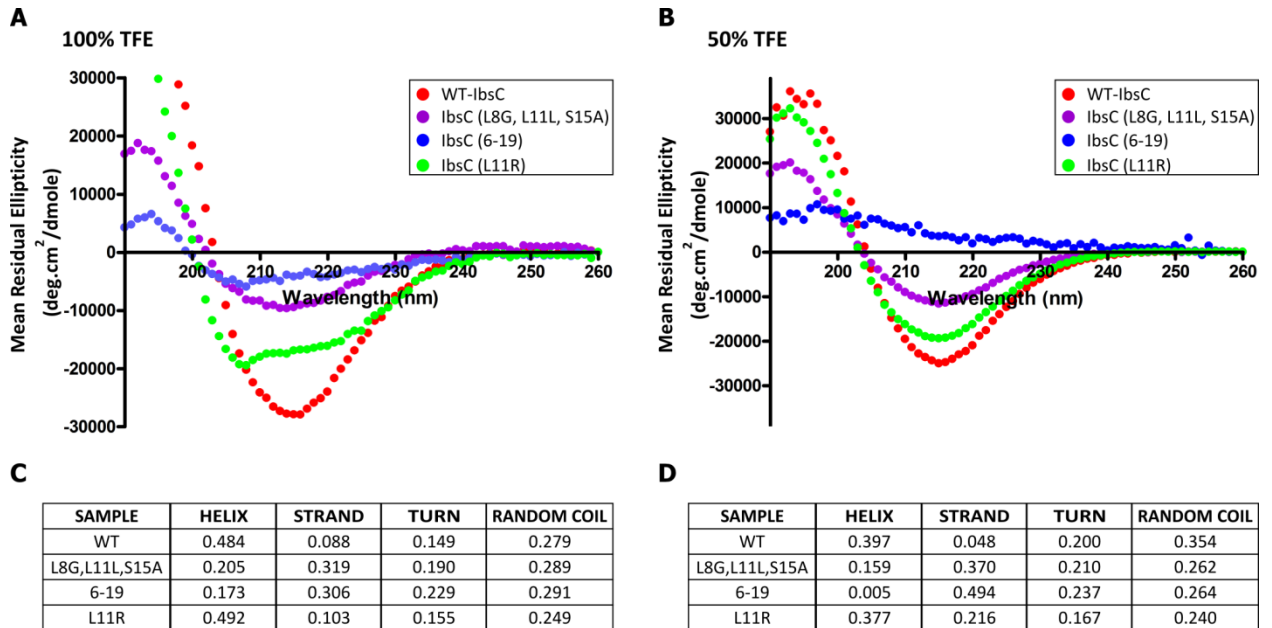 A
100% TFE
Mean Residual Ellipticity
(deg.cm²/dmole)
30000
20000
10000
0
-10000
-20000
-30000
200
210
220
230
240
250
260
Wavelength (nm)
WT-IbsC
IbsC (L8G, L11L, S15A)
IbsC (6-19)
IbsC (L11R)
B
50% TFE
Mean Residual Ellipticity
(deg.cm²/dmole)
30000
20000
10000
0
-10000
-20000
-30000
200
210
220
230
240
250
260
Wavelength (nm)
WT-IbsC
IbsC (L8G, L11L, S15A)
IbsC (6-19)
IbsC (L11R)
C
SAMPLE HELIX STRAND TURN RANDOM COIL
WT 0.484 0.088 0.149 0.279
L8G,L11L,S15A 0.205 0.319 0.190 0.289
6-19 0.173 0.306 0.229 0.291
L11R 0.492 0.103 0.155 0.249
D
SAMPLE HELIX STRAND TURN RANDOM COIL
WT 0.397 0.048 0.200 0.354
L8G,L11L,S15A 0.159 0.370 0.210 0.262
6-19 0.005 0.494 0.237 0.264
L11R 0.377 0.216 0.167 0.240